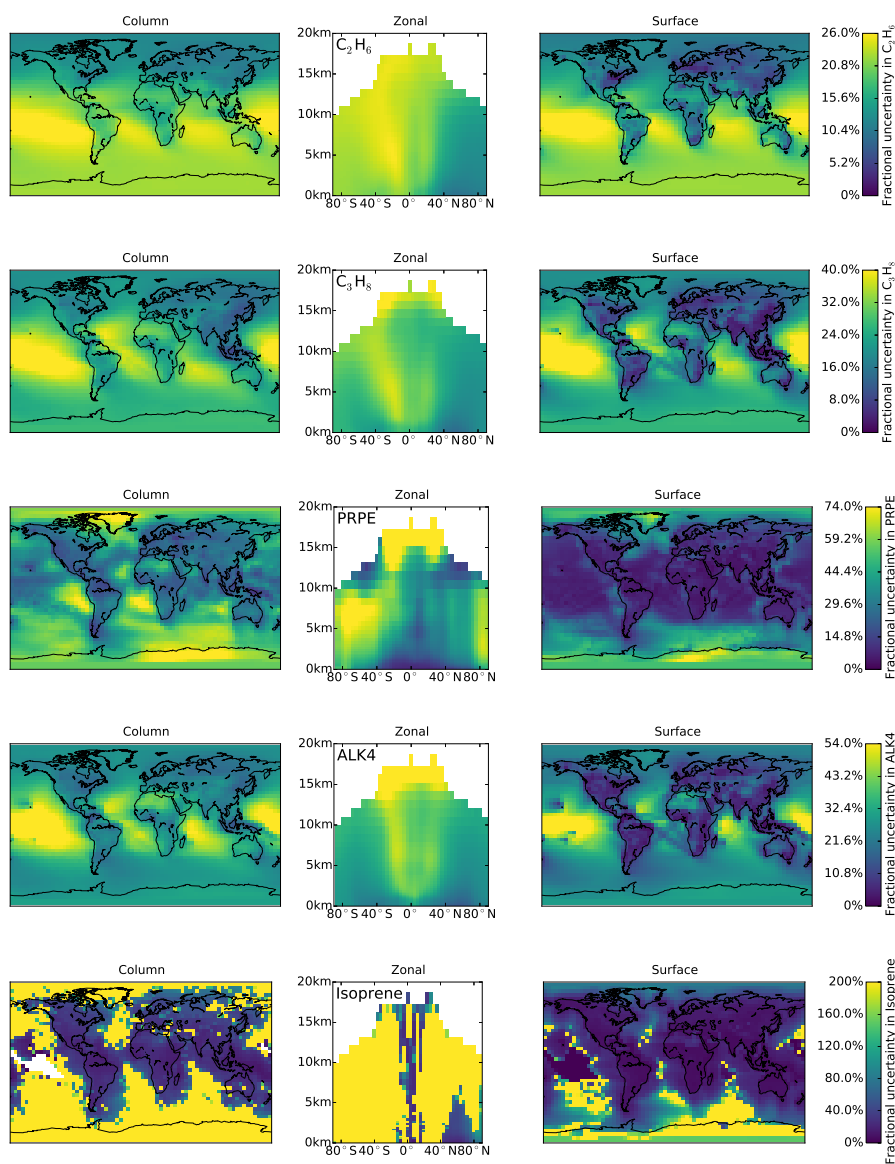 Column
Zonal
Surface
20km
15km
10km
5km
0km
C₂H₆
80°S 40°S 0° 40°N 80°N
26.0%
20.8%
15.6%
10.4%
5.2%
0%
Fractional uncertainty in C₂H₆
Column
Zonal
Surface
20km
15km
10km
5km
0km
C₃H₈
80°S 40°S 0° 40°N 80°N
40.0%
32.0%
24.0%
16.0%
8.0%
0%
Fractional uncertainty in C₃H₈
Column
Zonal
Surface
20km
15km
10km
5km
0km
PRPE
80°S 40°S 0° 40°N 80°N
74.0%
59.2%
44.4%
29.6%
14.8%
0%
Fractional uncertainty in PRPE
Column
Zonal
Surface
20km
15km
10km
5km
0km
ALK4
80°S 40°S 0° 40°N 80°N
54.0%
43.2%
32.4%
21.6%
10.8%
0%
Fractional uncertainty in ALK4
Column
Zonal
Surface
20km
15km
10km
5km
0km
Isoprene
80°S 40°S 0° 40°N 80°N
200%
160.0%
120.0%
80.0%
40.0%
0%
Fractional uncertainty in Isoprene